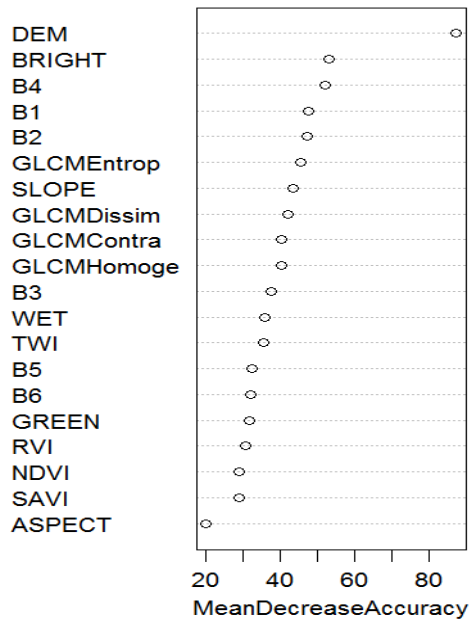 DEM
BRIGHT
B4
B1
B2
GLCMEntrop
SLOPE
GLCMDissim
GLCMContra
GLCMHomoge
B3
WET
TWI
B5
B6
GREEN
RVI
NDVI
SAVI
ASPECT
20 40 60 80
MeanDecreaseAccuracy